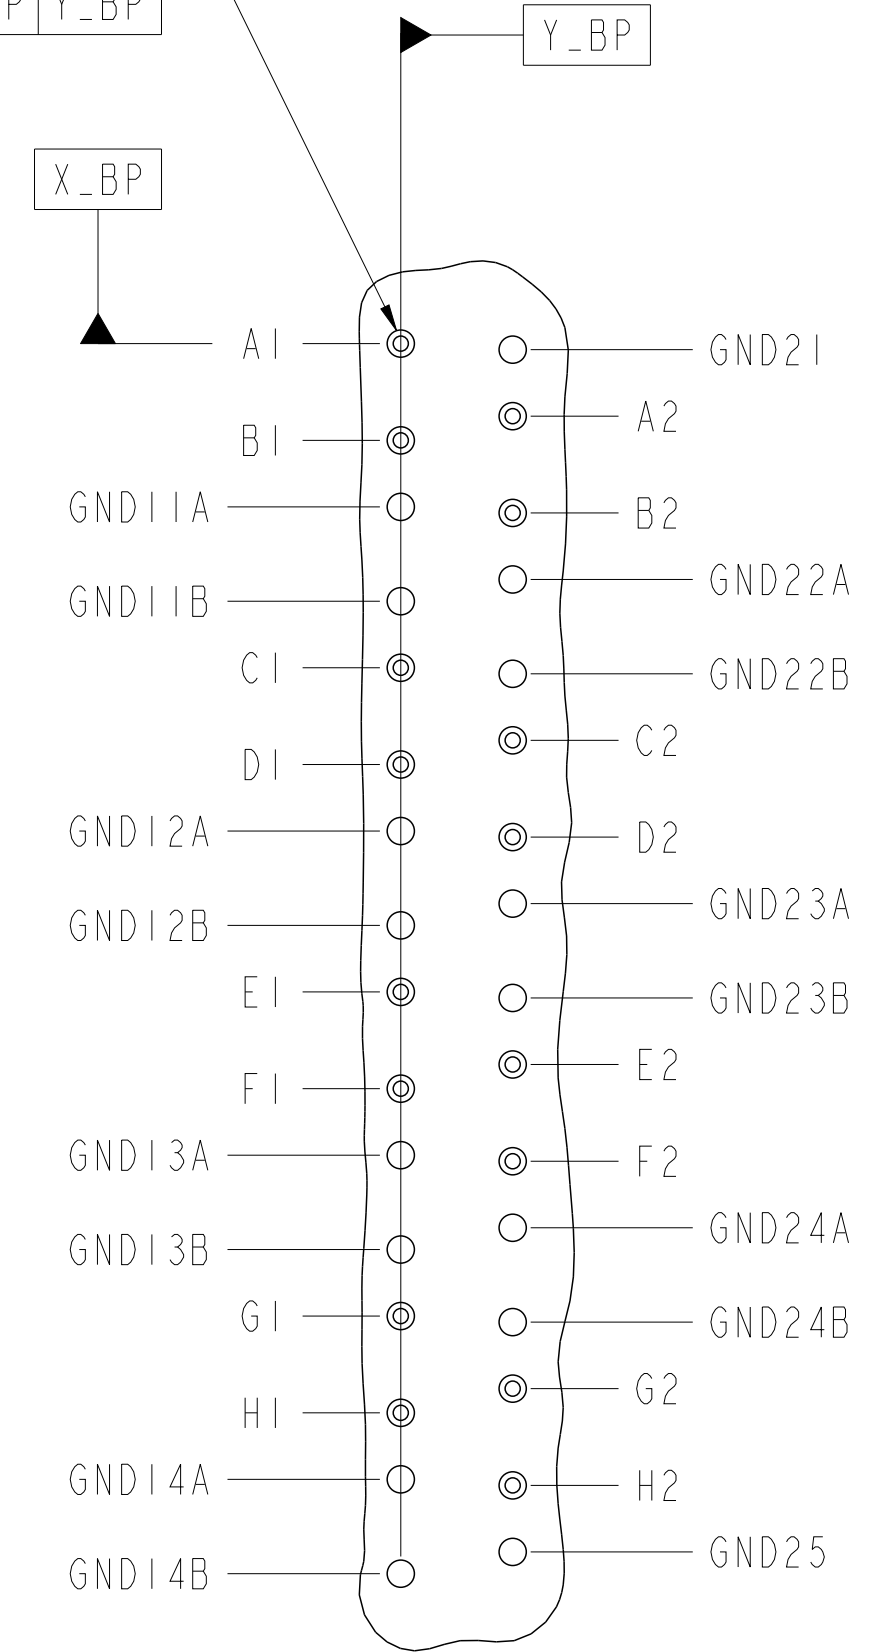 P Y_BP
Y_BP
X_BP
A1
GND21
A2
B1
GND11A
B2
GND22A
GND11B
C1
GND22B
C2
D1
GND12A
D2
GND23A
GND12B
E1
GND23B
E2
F1
GND13A
F2
GND24A
GND13B
G1
GND24B
G2
H1
GND14A
H2
GND25
GND14B